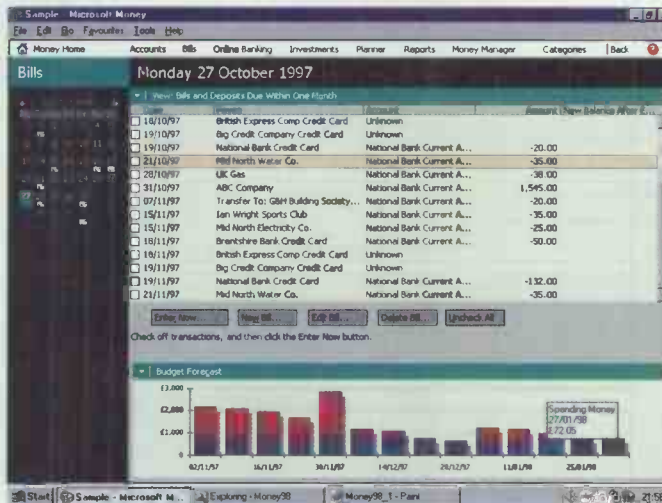 Sample - Microsoft Money
File Edit Go Favourites Tools Help
Money Home Accounts Bills Online Banking Investments Planner Reports Money Manager Categories Back
Bills
Monday 27 October 1997
View: Bills and Deposits Due Within One Month
Account Amount New Balance After
18/10/97 British Express Comp Credit Card Unknown
19/10/97 Big Credit Company Credit Card Unknown
19/10/97 National Bank Credit Card National Bank Current A... -20.00
21/10/97 Mid North Water Co. National Bank Current A... -35.00
28/10/97 UK Gas National Bank Current A... -38.00
31/10/97 ABC Company National Bank Current A... 1,545.00
07/11/97 Transfer To: G&H Building Society... National Bank Current A... -20.00
15/11/97 Ian Wright Sports Club National Bank Current A... -35.00
15/11/97 Mid North Electricity Co. National Bank Current A... -25.00
18/11/97 Brentshire Bank Credit Card National Bank Current A... -50.00
18/11/97 British Express Comp Credit Card Unknown
19/11/97 Big Credit Company Credit Card Unknown
19/11/97 National Bank Credit Card National Bank Current A... -132.00
21/11/97 Mid North Water Co. National Bank Current A... -35.00
Enter Now... New Bill... Edit Bill... Delete Bill... Uncheck All
Check off transactions, and then click the Enter Now button.
Budget Forecast
£3,000
£2,000
£1,000
0
Spending Money
27/01/98
£72.05
02/11/97 16/11/97 30/11/97 14/12/97 28/12/97 11/01/98 25/01/98
Start Sample - Microsoft M... Exploring - Money98 Money98_1 - Paint